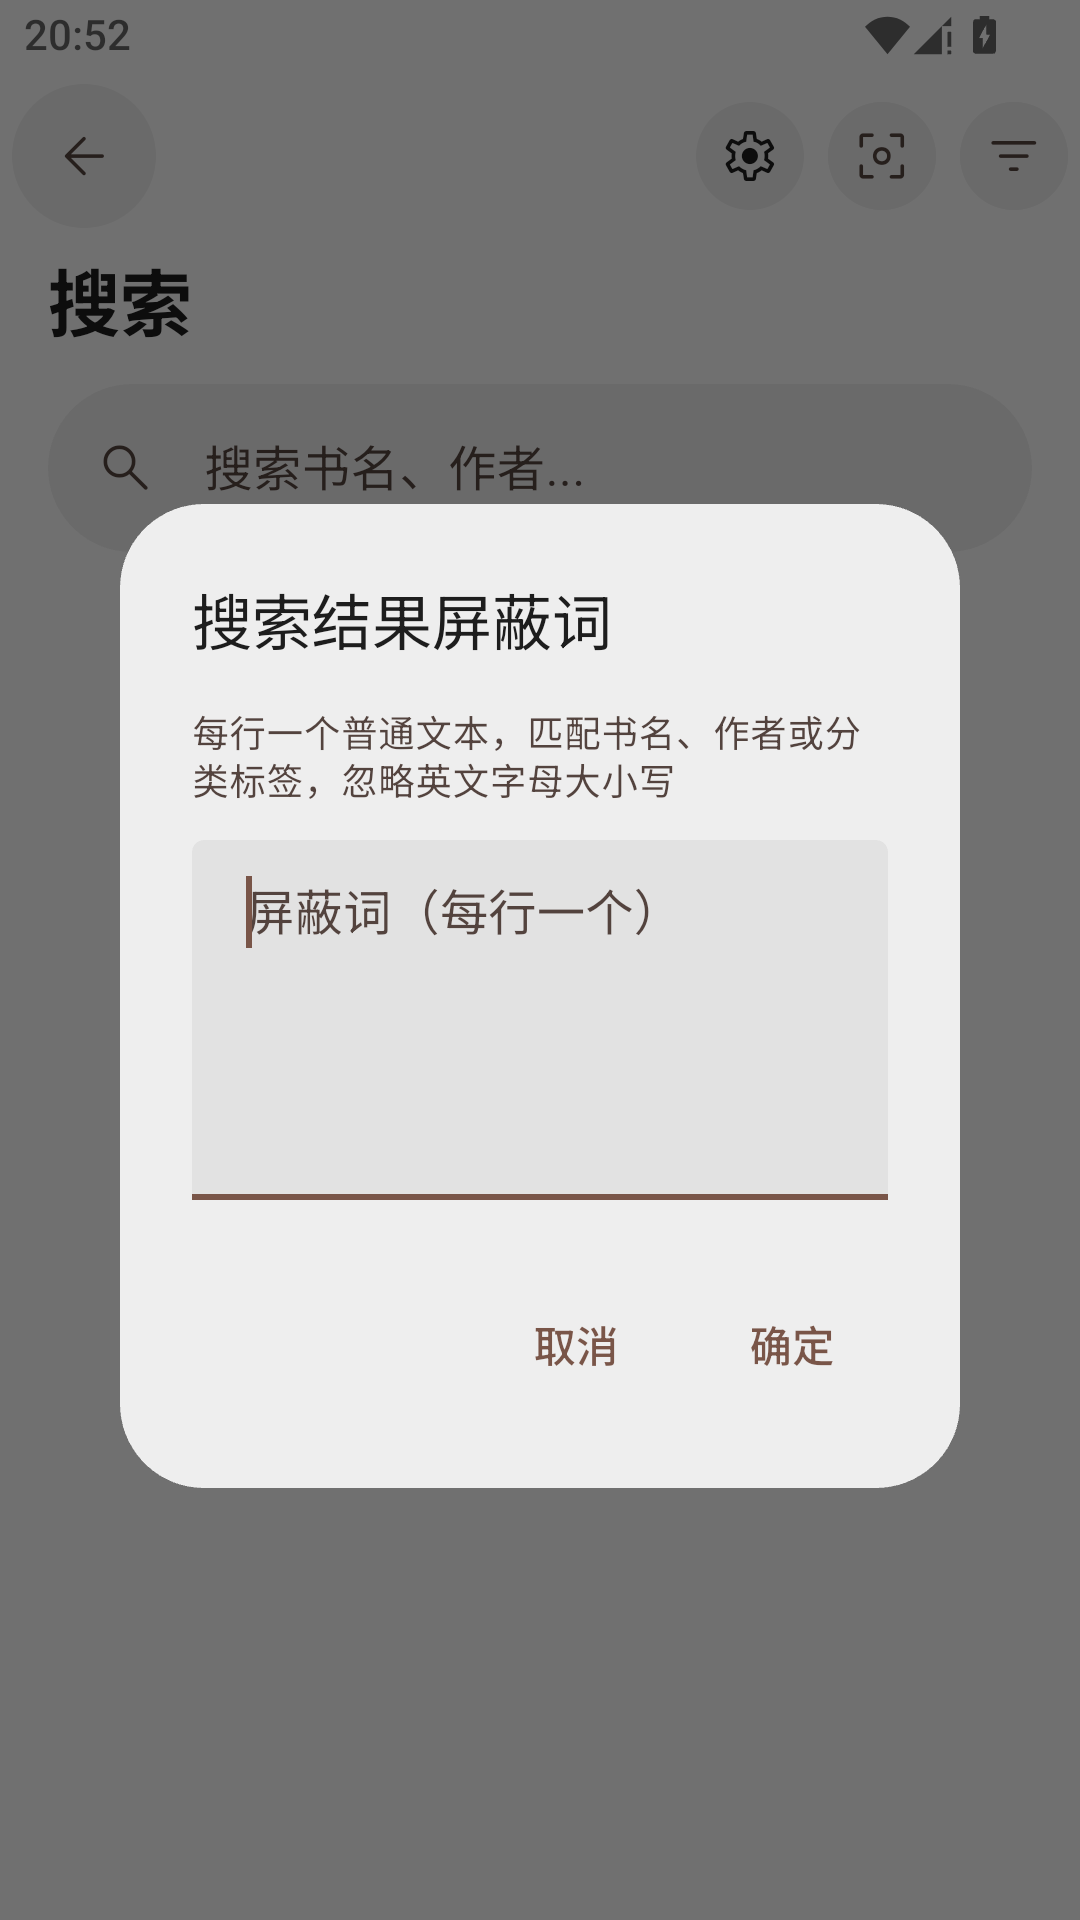 20:52
搜索
搜索书名、作者...
搜索结果屏蔽词
每行一个普通文本，匹配书名、作者或分
类标签，忽略英文字母大小写
屏蔽词（每行一个）
取消
确定